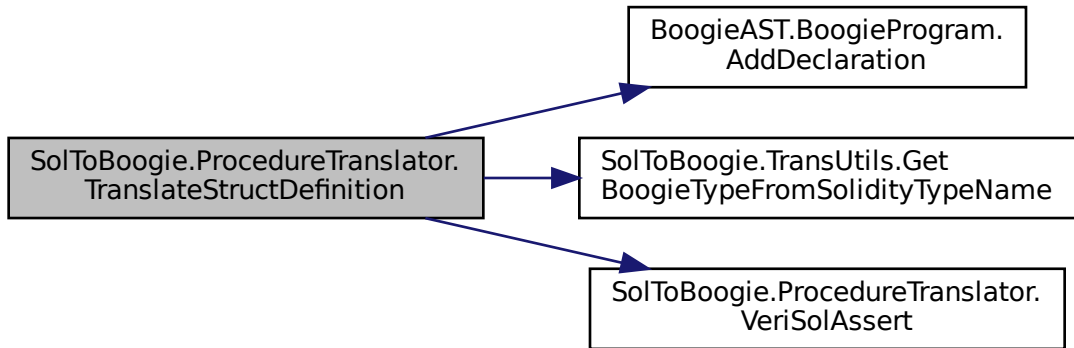 BoogieAST.BoogieProgram.
AddDeclaration
SolToBoogie.ProcedureTranslator.
TranslateStructDefinition
SolToBoogie.TransUtils.Get
BoogieTypeFromSolidityTypeName
SolToBoogie.ProcedureTranslator.
VeriSolAssert